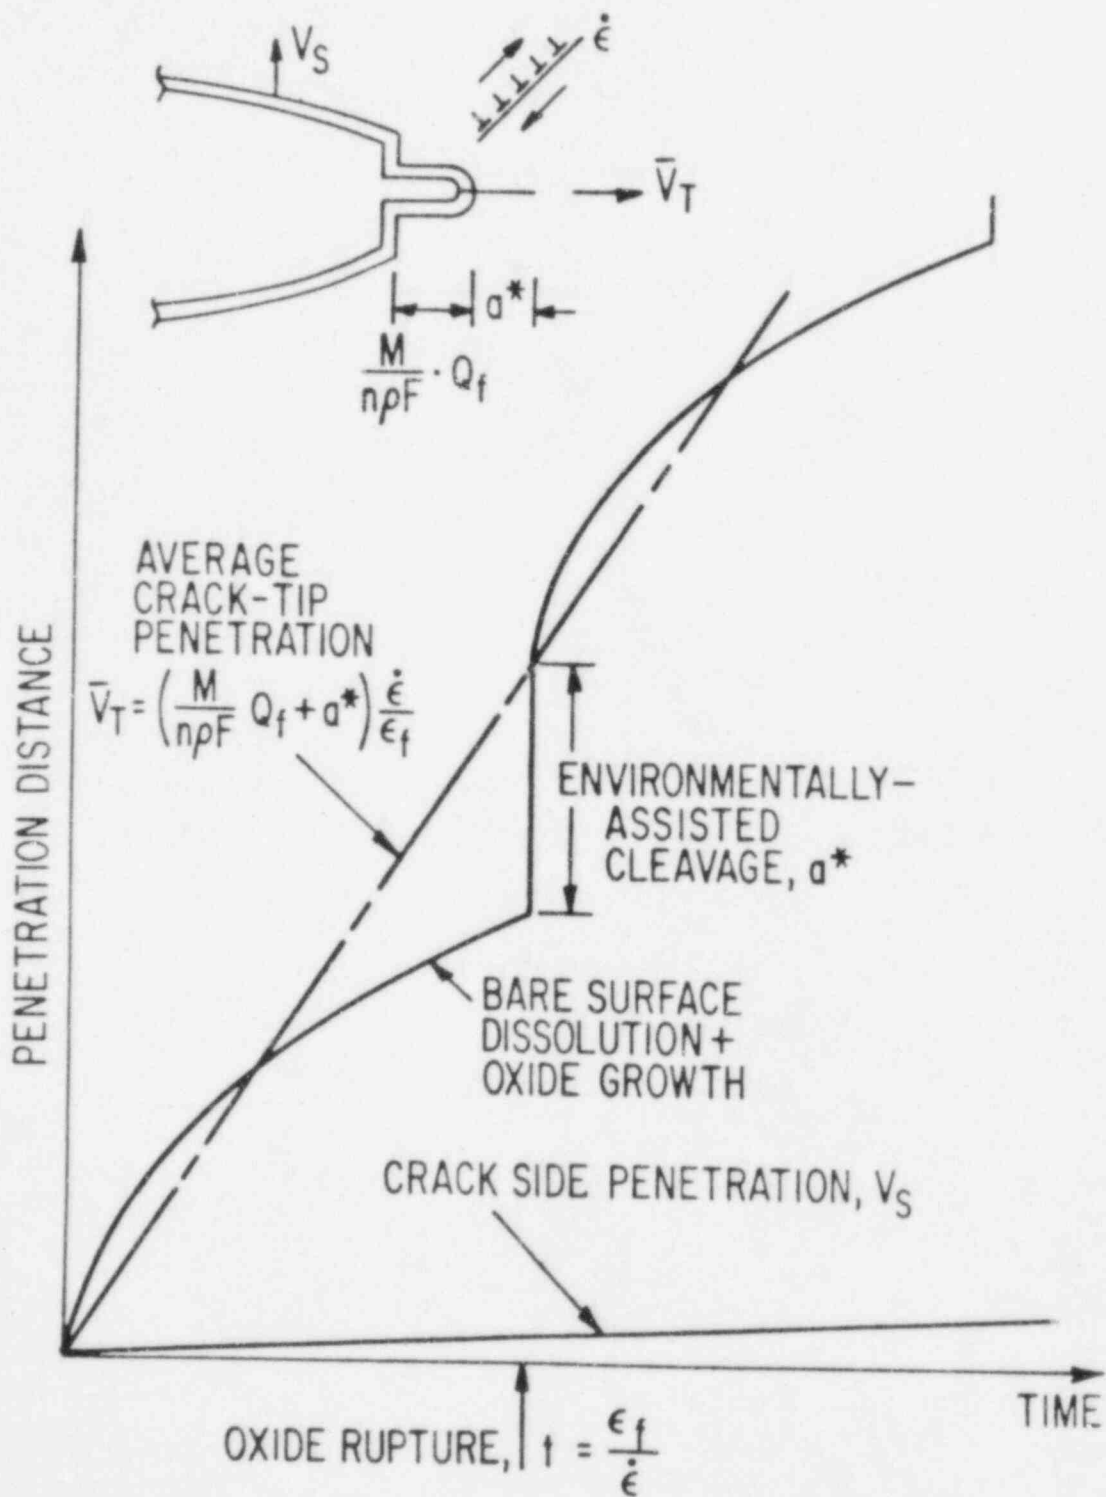 V_S
ε̇
V̄_T
a*
M/nρF · Q_f
AVERAGE
CRACK-TIP
PENETRATION
V̄_T = (M/nρF Q_f + a*) ε̇/ε_f
ENVIRONMENTALLY-
ASSISTED
CLEAVAGE, a*
BARE SURFACE
DISSOLUTION +
OXIDE GROWTH
CRACK SIDE PENETRATION, V_S
PENETRATION DISTANCE
TIME
OXIDE RUPTURE, t = ε_f/ε̇